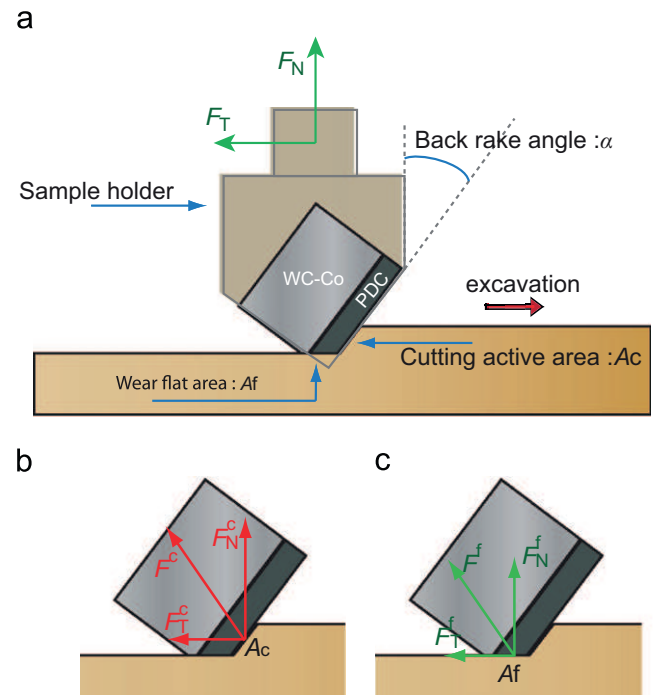 a
F_N
F_T
Back rake angle :α
Sample holder
WC-Co
PDC
excavation
Cutting active area :Ac
Wear flat area : Af
b
c
F^c
F_N^c
F_T^c
Ac
F^f
F_N^f
F_T^f
Af